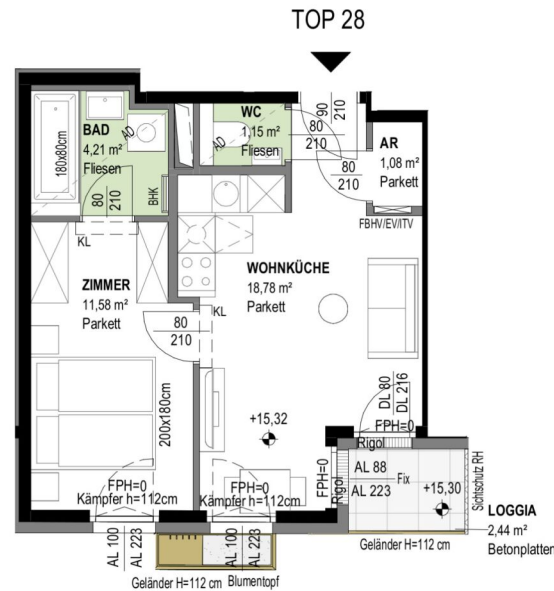 TOP 28
BAD
4,21 m²
Fliesen
180x80cm
AD
80
210
BHK
KL
WC
1,15 m²
Fliesen
AD
80
210
90
210
80
210
AR
1,08 m²
Parkett
FBHV/EV/ITV
ZIMMER
11,58 m²
Parkett
WOHNKÜCHE
18,78 m²
Parkett
KL
80
210
200x180cm
+15,32
DL 80
DL 216
FPH=0
Rigol
FPH=0
Kämpfer h=112cm
FPH=0
Kämpfer h=112cm
FPH=0
Rigol
AL 88
AL 223
Fix
+15,30
Sichtschutz RH
LOGGIA
2,44 m²
Betonplatten
AL 100
AL 223
AL 100
AL 223
Geländer H=112 cm
Geländer H=112 cm
Blumentopf